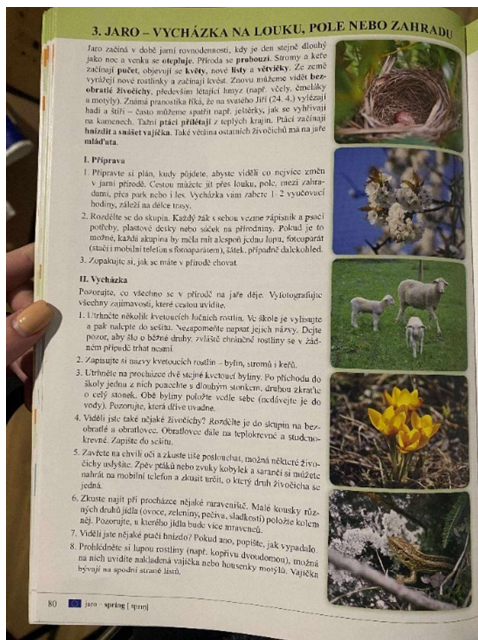 3. JARO – VYCHÁZKA NA LOUKU, POLE NEBO ZAHRADU
Jaro začíná v době jarní rovnodennosti, kdy je den stejně dlouhý
jako noc a venku se otepluje. Příroda se probouzí. Stromy a keře
začínají pučet, objevují se květy, nové listy a větvičky. Ze země
vyrážejí nové rostlinky a začínají kvést. Znovu můžeme vidět bez-
obratlé živočichy, především létající hmyz (např. včely, čmeláky
a motýly). Známá pranostika říká, že na svatého Jiří (24. 4.) vylézají
hadi a štíři – často můžeme spatřit např. ještěrky, jak se vyhřívají
na kamenech. Tažní ptáci přilétají z teplých krajin. Ptáci začínají
hnízdit a snášet vajíčka. Také většina ostatních živočichů má na jaře
mláďata.
I. Příprava
1. Připravte si plán, kudy půjdete, abyste viděli co nejvíce změn
v jarní přírodě. Cestou můžete jít přes louku, pole, mezi zahra-
dami, přes park nebo i les. Vycházka vám zabere 1–2 vyučovací
hodiny, záleží na délce trasy.
2. Rozdělte se do skupin. Každý žák s sebou vezme zápisník a psací
potřeby, plastové desky nebo sáček na přírodniny. Pokud je to
možné, každá skupina by měla mít alespoň jednu lupu, fotoaparát
(stačí i mobilní telefon s fotoaparátem), šátek, případně dalekohled.
3. Zopakujte si, jak se máte v přírodě chovat.
II. Vycházka
Pozorujte, co všechno se v přírodě na jaře děje. Vyfotografujte
všechny zajímavosti, které cestou uvidíte.
1. Utrhněte několik kvetoucích lučních rostlin. Ve škole je vylisujte
a pak nalepte do sešitu. Nezapomeňte napsat jejich názvy. Dejte
pozor, aby šlo o běžné druhy, zvláště chráněné rostliny se v žád-
ném případě trhat nesmí.
2. Zapisujte si názvy kvetoucích rostlin – bylin, stromů i keřů.
3. Utrhněte na procházce dvě stejné kvetoucí byliny. Po příchodu do
školy jednu z nich ponechte s dlouhým stonkem, druhou zkraťte
o celý stonek. Obě byliny položte vedle sebe (nedávejte je do
vody). Pozorujte, která dříve uvadne.
4. Viděli jste také nějaké živočichy? Rozdělte je do skupin na bez-
obratlé a obratlovce. Obratlovce dále na teplokrevné a studeno-
krevné. Zapište do sešitu.
5. Zavřete na chvíli oči a zkuste tiše poslouchat, možná některé živo-
čichy uslyšíte. Zpěv ptáků nebo zvuky kobylek a sarančí si můžete
nahrát na mobilní telefon a zkusit určit, o který druh živočicha se
jedná.
6. Zkuste najít při procházce nějaké mraveniště. Malé kousky růz-
ných druhů jídla (ovoce, zeleniny, pečiva, sladkostí) položte kolem
něj. Pozorujte, u kterého jídla bude více mravenců.
7. Viděli jste nějaké ptačí hnízdo? Pokud ano, popište, jak vypadalo.
8. Prohlédněte si lupou rostliny (např. kopřivu dvoudomou), možná
na nich uvidíte nakladená vajíčka nebo housenky motýlů. Vajíčka
bývají na spodní straně listů.
80 jaro – spring [sprɪŋ]